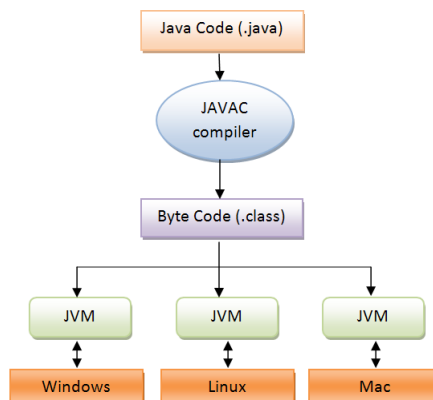 Java Code (.java)
JAVAC
compiler
Byte Code (.class)
JVM
JVM
JVM
Windows
Linux
Mac